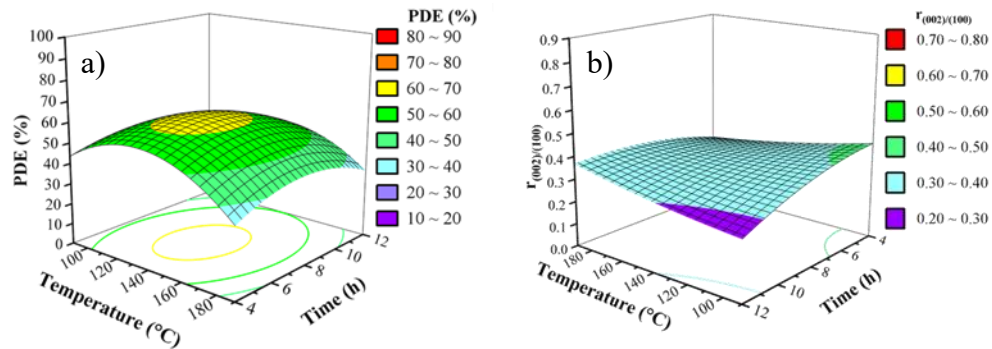 a)
PDE (%)
80 ~ 90
70 ~ 80
60 ~ 70
50 ~ 60
40 ~ 50
30 ~ 40
20 ~ 30
10 ~ 20
PDE (%)
100
90
80
70
60
50
40
30
20
10
0
100
120
140
160
180
Temperature (°C)
4
6
8
10
12
Time (h)
b)
r(002)/(100)
0.70 ~ 0.80
0.60 ~ 0.70
0.50 ~ 0.60
0.40 ~ 0.50
0.30 ~ 0.40
0.20 ~ 0.30
r(002)/(100)
0.9
0.8
0.7
0.6
0.5
0.4
0.3
0.2
0.1
0.0
180
160
140
120
100
Temperature (°C)
12
10
8
6
4
Time (h)